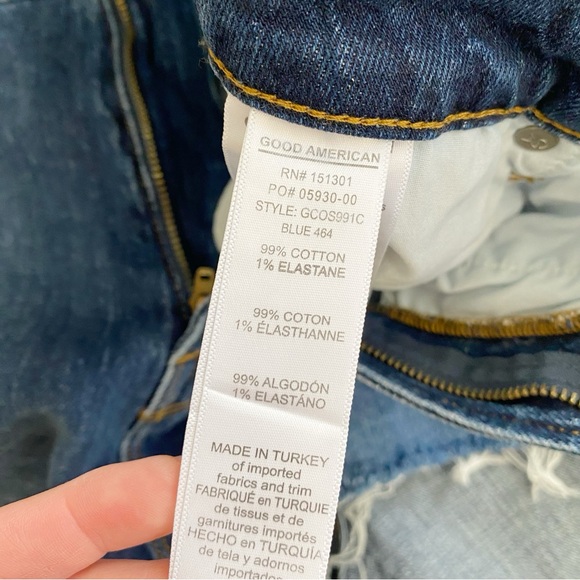 GOOD AMERICAN
RN# 151301
PO# 05930-00
STYLE: GCOS991C
BLUE 464
99% COTTON
1% ELASTANE
99% COTON
1% ÉLASTHANNE
99% ALGODÓN
1% ELASTÁNO
MADE IN TURKEY
of imported
fabrics and trim
FABRIQUÉ en TURQUIE
de tissus et de
garnitures importés
HECHO en TURQUÍA
de tela y adornos
importados